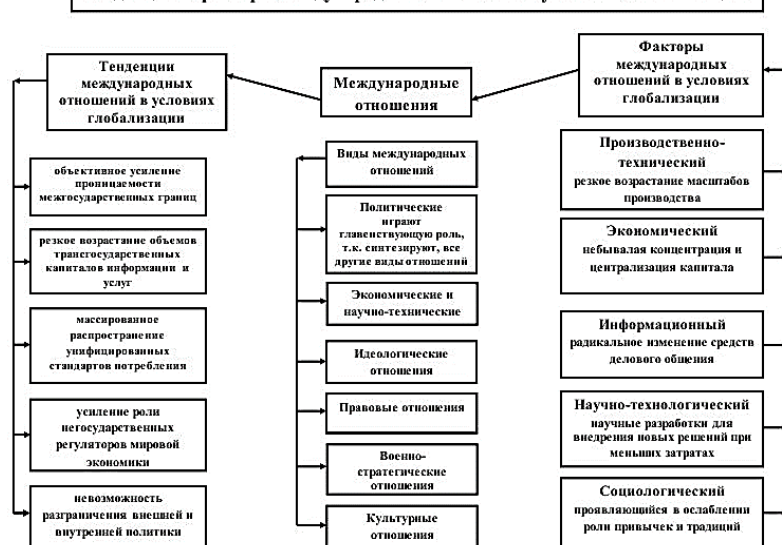 Тенденции
международных
отношений в условиях
глобализации
объективное усиление
проницаемости
межгосударственных границ
резкое возрастание объемов
трансгосударственных
капиталов информации и
услуг
массированное
распространение
унифицированных
стандартов потребления
усиление роли
негосударственных
регуляторов мировой
экономики
невозможность
разграничения внешней и
внутренней политики
Международные
отношения
Виды международных
отношений
Политические
играют
главенствующую роль,
т.к. синтезируют, все
другие виды отношений
Экономические и
научно-технические
Идеологические
отношения
Правовые отношения
Военно-
стратегические
отношения
Культурные
отношения
Факторы
международных
отношений в условиях
глобализации
Производственно-
технический
резкое возрастание масштабов
производства
Экономический
небывалая концентрация и
централизация капитала
Информационный
радикальное изменение средств
делового общения
Научно-технологический
научные разработки для
внедрения новых решений при
меньших затратах
Социологический
проявляющийся в ослаблении
роли привычек и традиций